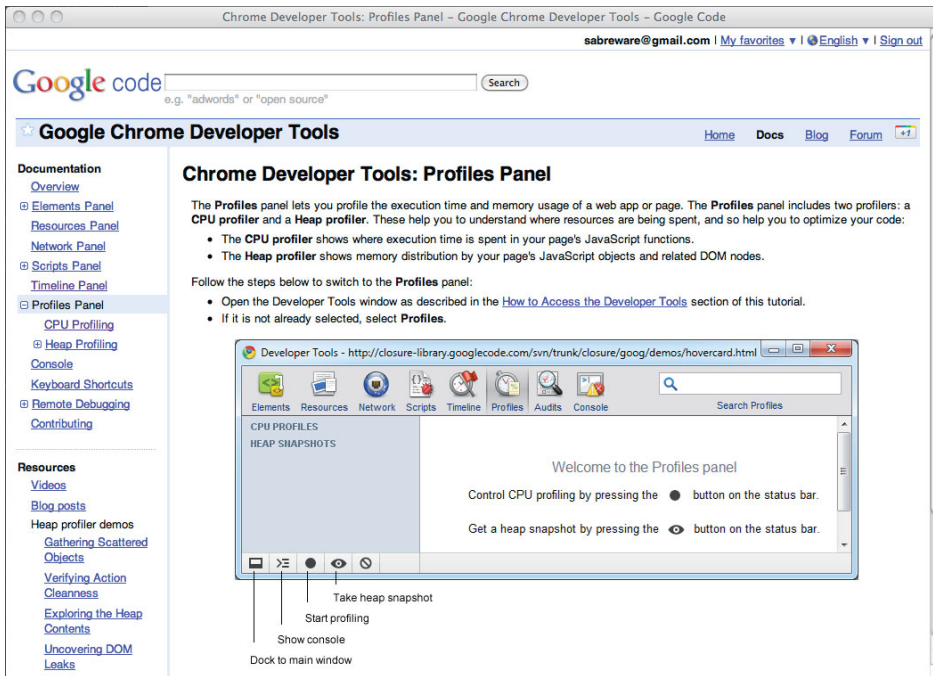 Chrome Developer Tools: Profiles Panel – Google Chrome Developer Tools – Google Code
sabreware@gmail.com | My favorites ▼ | English ▼ | Sign out
Google code
Search
e.g. "adwords" or "open source"
Google Chrome Developer Tools
Home Docs Blog Forum +1
Documentation
Overview
Elements Panel
Resources Panel
Network Panel
Scripts Panel
Timeline Panel
Profiles Panel
CPU Profiling
Heap Profiling
Console
Keyboard Shortcuts
Remote Debugging
Contributing
Resources
Videos
Blog posts
Heap profiler demos
Gathering Scattered
Objects
Verifying Action
Cleanness
Exploring the Heap
Contents
Uncovering DOM
Leaks
Chrome Developer Tools: Profiles Panel
The Profiles panel lets you profile the execution time and memory usage of a web app or page. The Profiles panel includes two profilers: a
CPU profiler and a Heap profiler. These help you to understand where resources are being spent, and so help you to optimize your code:
• The CPU profiler shows where execution time is spent in your page's JavaScript functions.
• The Heap profiler shows memory distribution by your page's JavaScript objects and related DOM nodes.
Follow the steps below to switch to the Profiles panel:
• Open the Developer Tools window as described in the How to Access the Developer Tools section of this tutorial.
• If it is not already selected, select Profiles.
Developer Tools - http://closure-library.googlecode.com/svn/trunk/closure/goog/demos/hovercard.html
Elements Resources Network Scripts Timeline Profiles Audits Console Search Profiles
CPU PROFILES
HEAP SNAPSHOTS
Welcome to the Profiles panel
Control CPU profiling by pressing the ● button on the status bar.
Get a heap snapshot by pressing the button on the status bar.
Take heap snapshot
Start profiling
Show console
Dock to main window